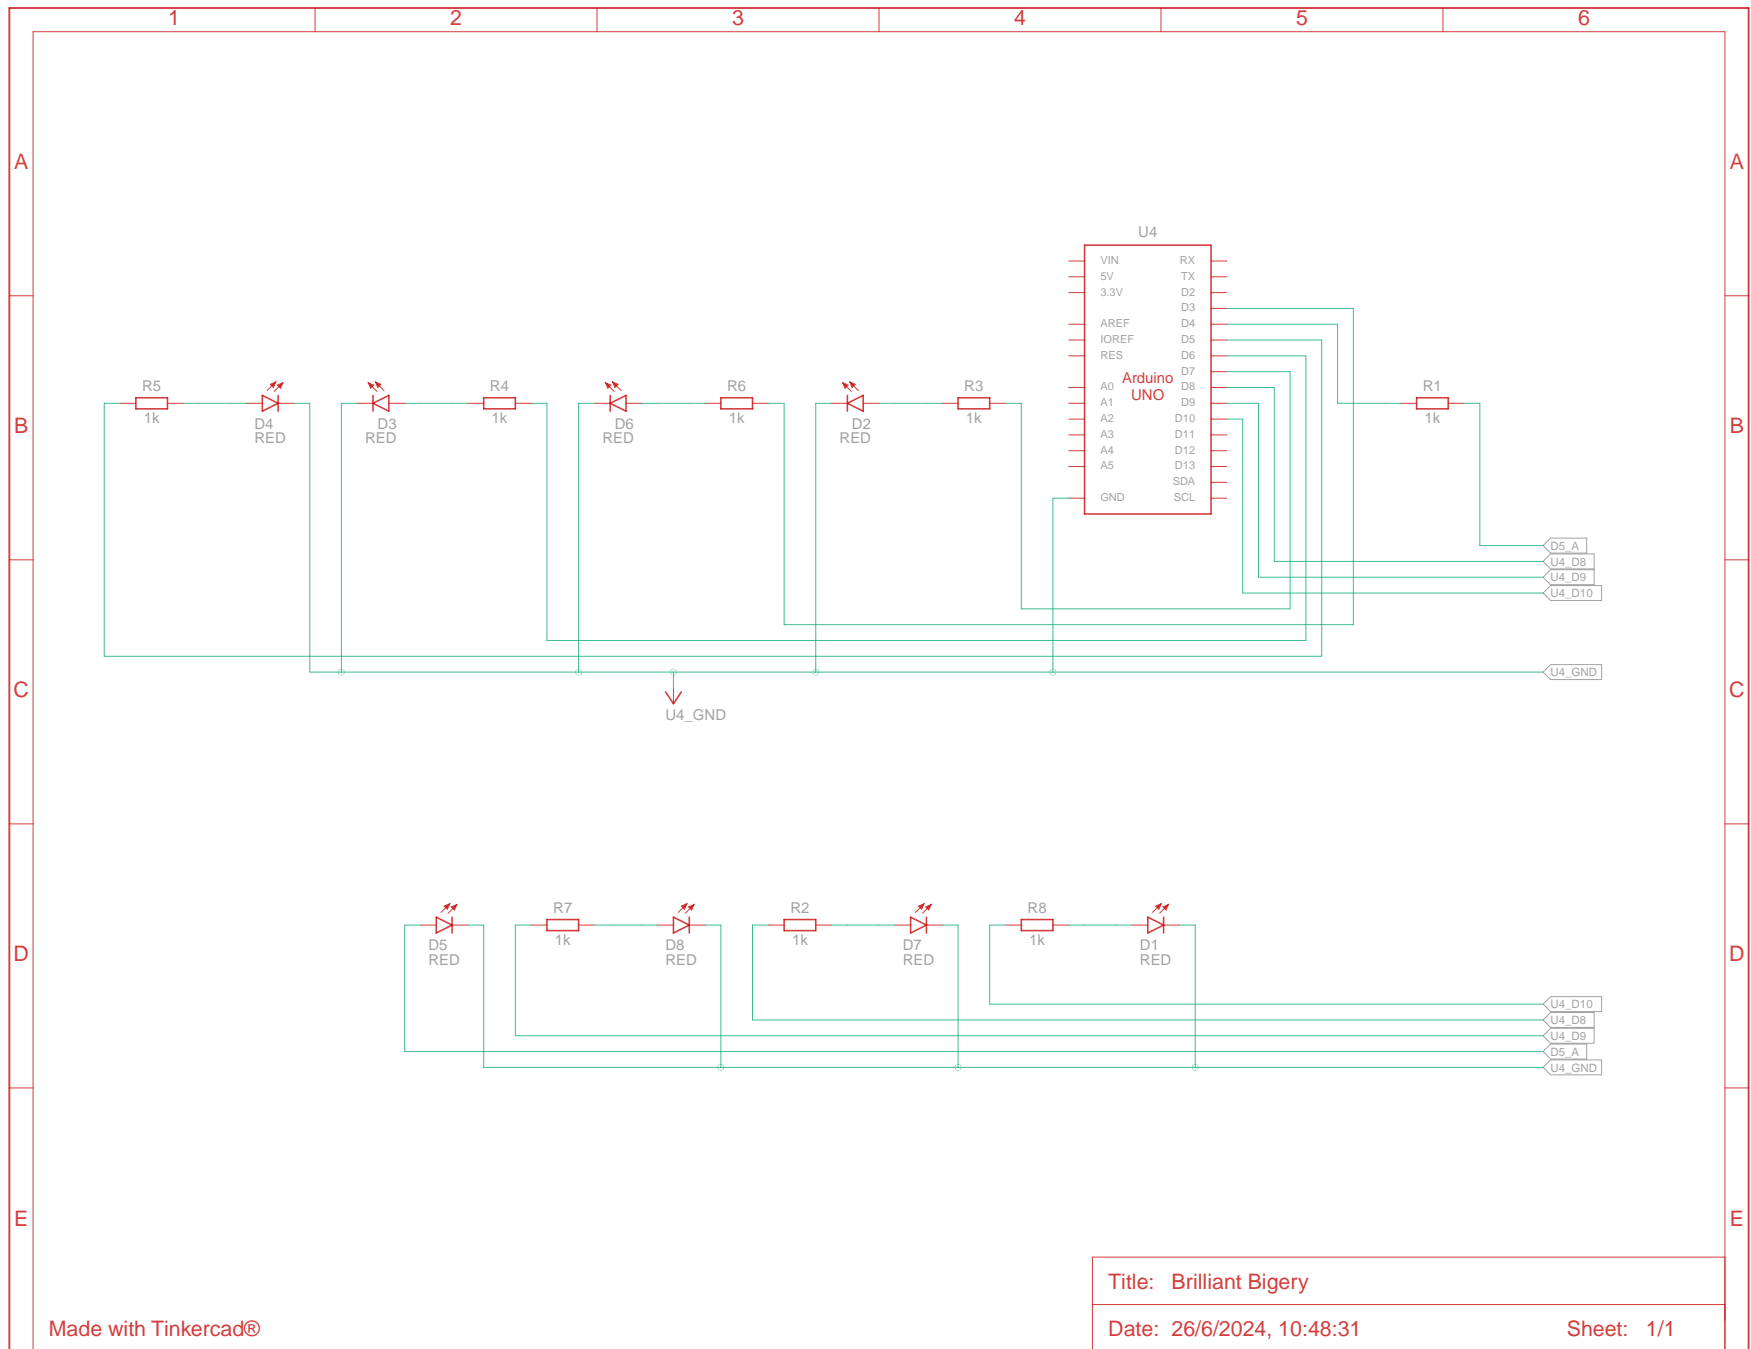 1 2 3 4 5 6
A A
U4
VIN RX
5V TX
3.3V D2
D3
AREF D4
IOREF D5
RES D6
D7
A0 D8
A1 D9
A2 D10
A3 D11
A4 D12
A5 D13
SDA
GND SCL
Arduino
UNO
B B
R5
1k
D4
RED
D3
RED
R4
1k
D6
RED
R6
1k
D2
RED
R3
1k
R1
1k
D5_A
U4_D8
U4_D9
U4_D10
U4_GND
C C
U4_GND
D D
D5
RED
R7
1k
D8
RED
R2
1k
D7
RED
R8
1k
D1
RED
U4_D10
U4_D8
U4_D9
D5_A
U4_GND
E E
Title: Brilliant Bigery
Made with Tinkercad®
Date: 26/6/2024, 10:48:31 Sheet: 1/1